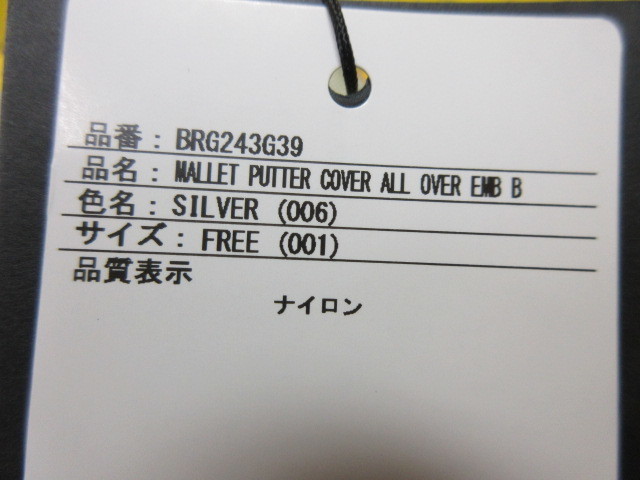 品番：BRG243G39
品名：MALLET PUTTER COVER ALL OVER EMB B
色名：SILVER (006)
サイズ：FREE (001)
品質表示
ナイロン